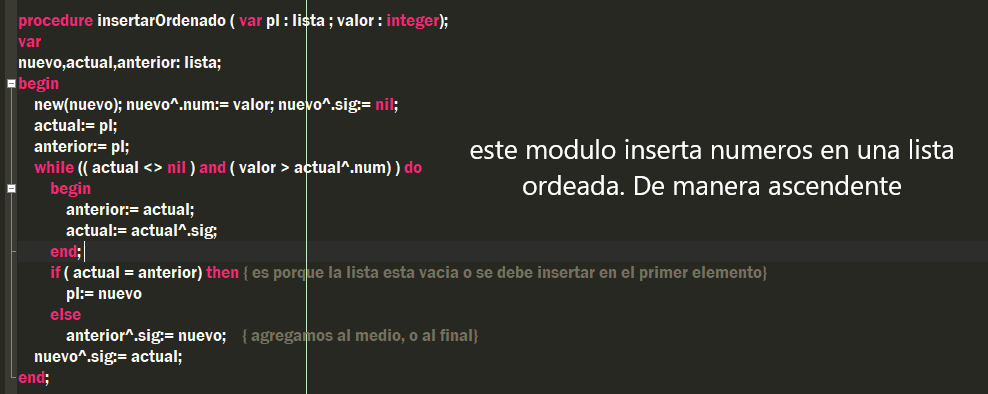 procedure insertarOrdenado ( var pl : lista ; valor : integer);
var
nuevo,actual,anterior: lista;
begin
new(nuevo); nuevo^.num:= valor; nuevo^.sig:= nil;
actual:= pl;
anterior:= pl;
while (( actual <> nil ) and ( valor > actual^.num) ) do
begin
anterior:= actual;
actual:= actual^.sig;
end;
if ( actual = anterior) then { es porque la lista esta vacia o se debe insertar en el primer elemento}
pl:= nuevo
else
anterior^.sig:= nuevo; { agregamos al medio, o al final}
nuevo^.sig:= actual;
end;
este modulo inserta numeros en una lista
ordeada. De manera ascendente